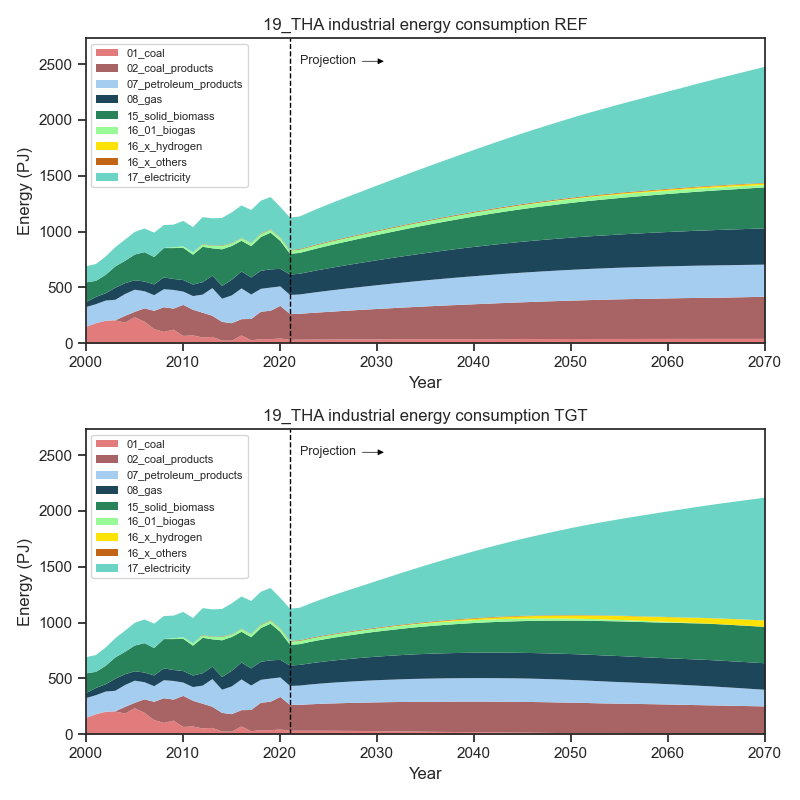 19_THA industrial energy consumption REF
Energy (PJ)
2500
2000
1500
1000
500
0
01_coal
02_coal_products
07_petroleum_products
08_gas
15_solid_biomass
16_01_biogas
16_x_hydrogen
16_x_others
17_electricity
Projection
2000 2010 2020 2030 2040 2050 2060 2070
Year
19_THA industrial energy consumption TGT
Energy (PJ)
2500
2000
1500
1000
500
0
01_coal
02_coal_products
07_petroleum_products
08_gas
15_solid_biomass
16_01_biogas
16_x_hydrogen
16_x_others
17_electricity
Projection
2000 2010 2020 2030 2040 2050 2060 2070
Year